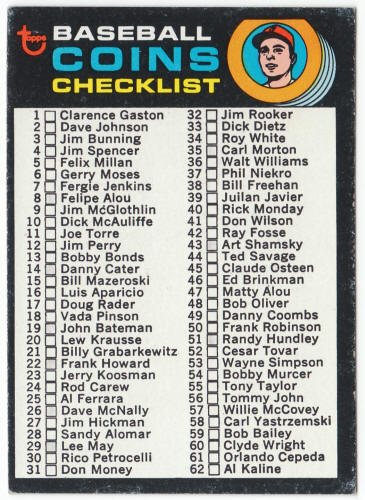 Topps
BASEBALL
COINS
CHECKLIST
1 Clarence Gaston
2 Dave Johnson
3 Jim Bunning
4 Jim Spencer
5 Felix Millan
6 Gerry Moses
7 Fergie Jenkins
8 Felipe Alou
9 Jim McGlothlin
10 Dick McAuliffe
11 Joe Torre
12 Jim Perry
13 Bobby Bonds
14 Danny Cater
15 Bill Mazeroski
16 Luis Aparicio
17 Doug Rader
18 Vada Pinson
19 John Bateman
20 Lew Krausse
21 Billy Grabarkewitz
22 Frank Howard
23 Jerry Koosman
24 Rod Carew
25 Al Ferrara
26 Dave McNally
27 Jim Hickman
28 Sandy Alomar
29 Lee May
30 Rico Petrocelli
31 Don Money
32 Jim Rooker
33 Dick Dietz
34 Roy White
35 Carl Morton
36 Walt Williams
37 Phil Niekro
38 Bill Freehan
39 Julian Javier
40 Rick Monday
41 Don Wilson
42 Ray Fosse
43 Art Shamsky
44 Ted Savage
45 Claude Osteen
46 Ed Brinkman
47 Matty Alou
48 Bob Oliver
49 Danny Coombs
50 Frank Robinson
51 Randy Hundley
52 Cesar Tovar
53 Wayne Simpson
54 Bobby Murcer
55 Tony Taylor
56 Tommy John
57 Willie McCovey
58 Carl Yastrzemski
59 Bob Bailey
60 Clyde Wright
61 Orlando Cepeda
62 Al Kaline